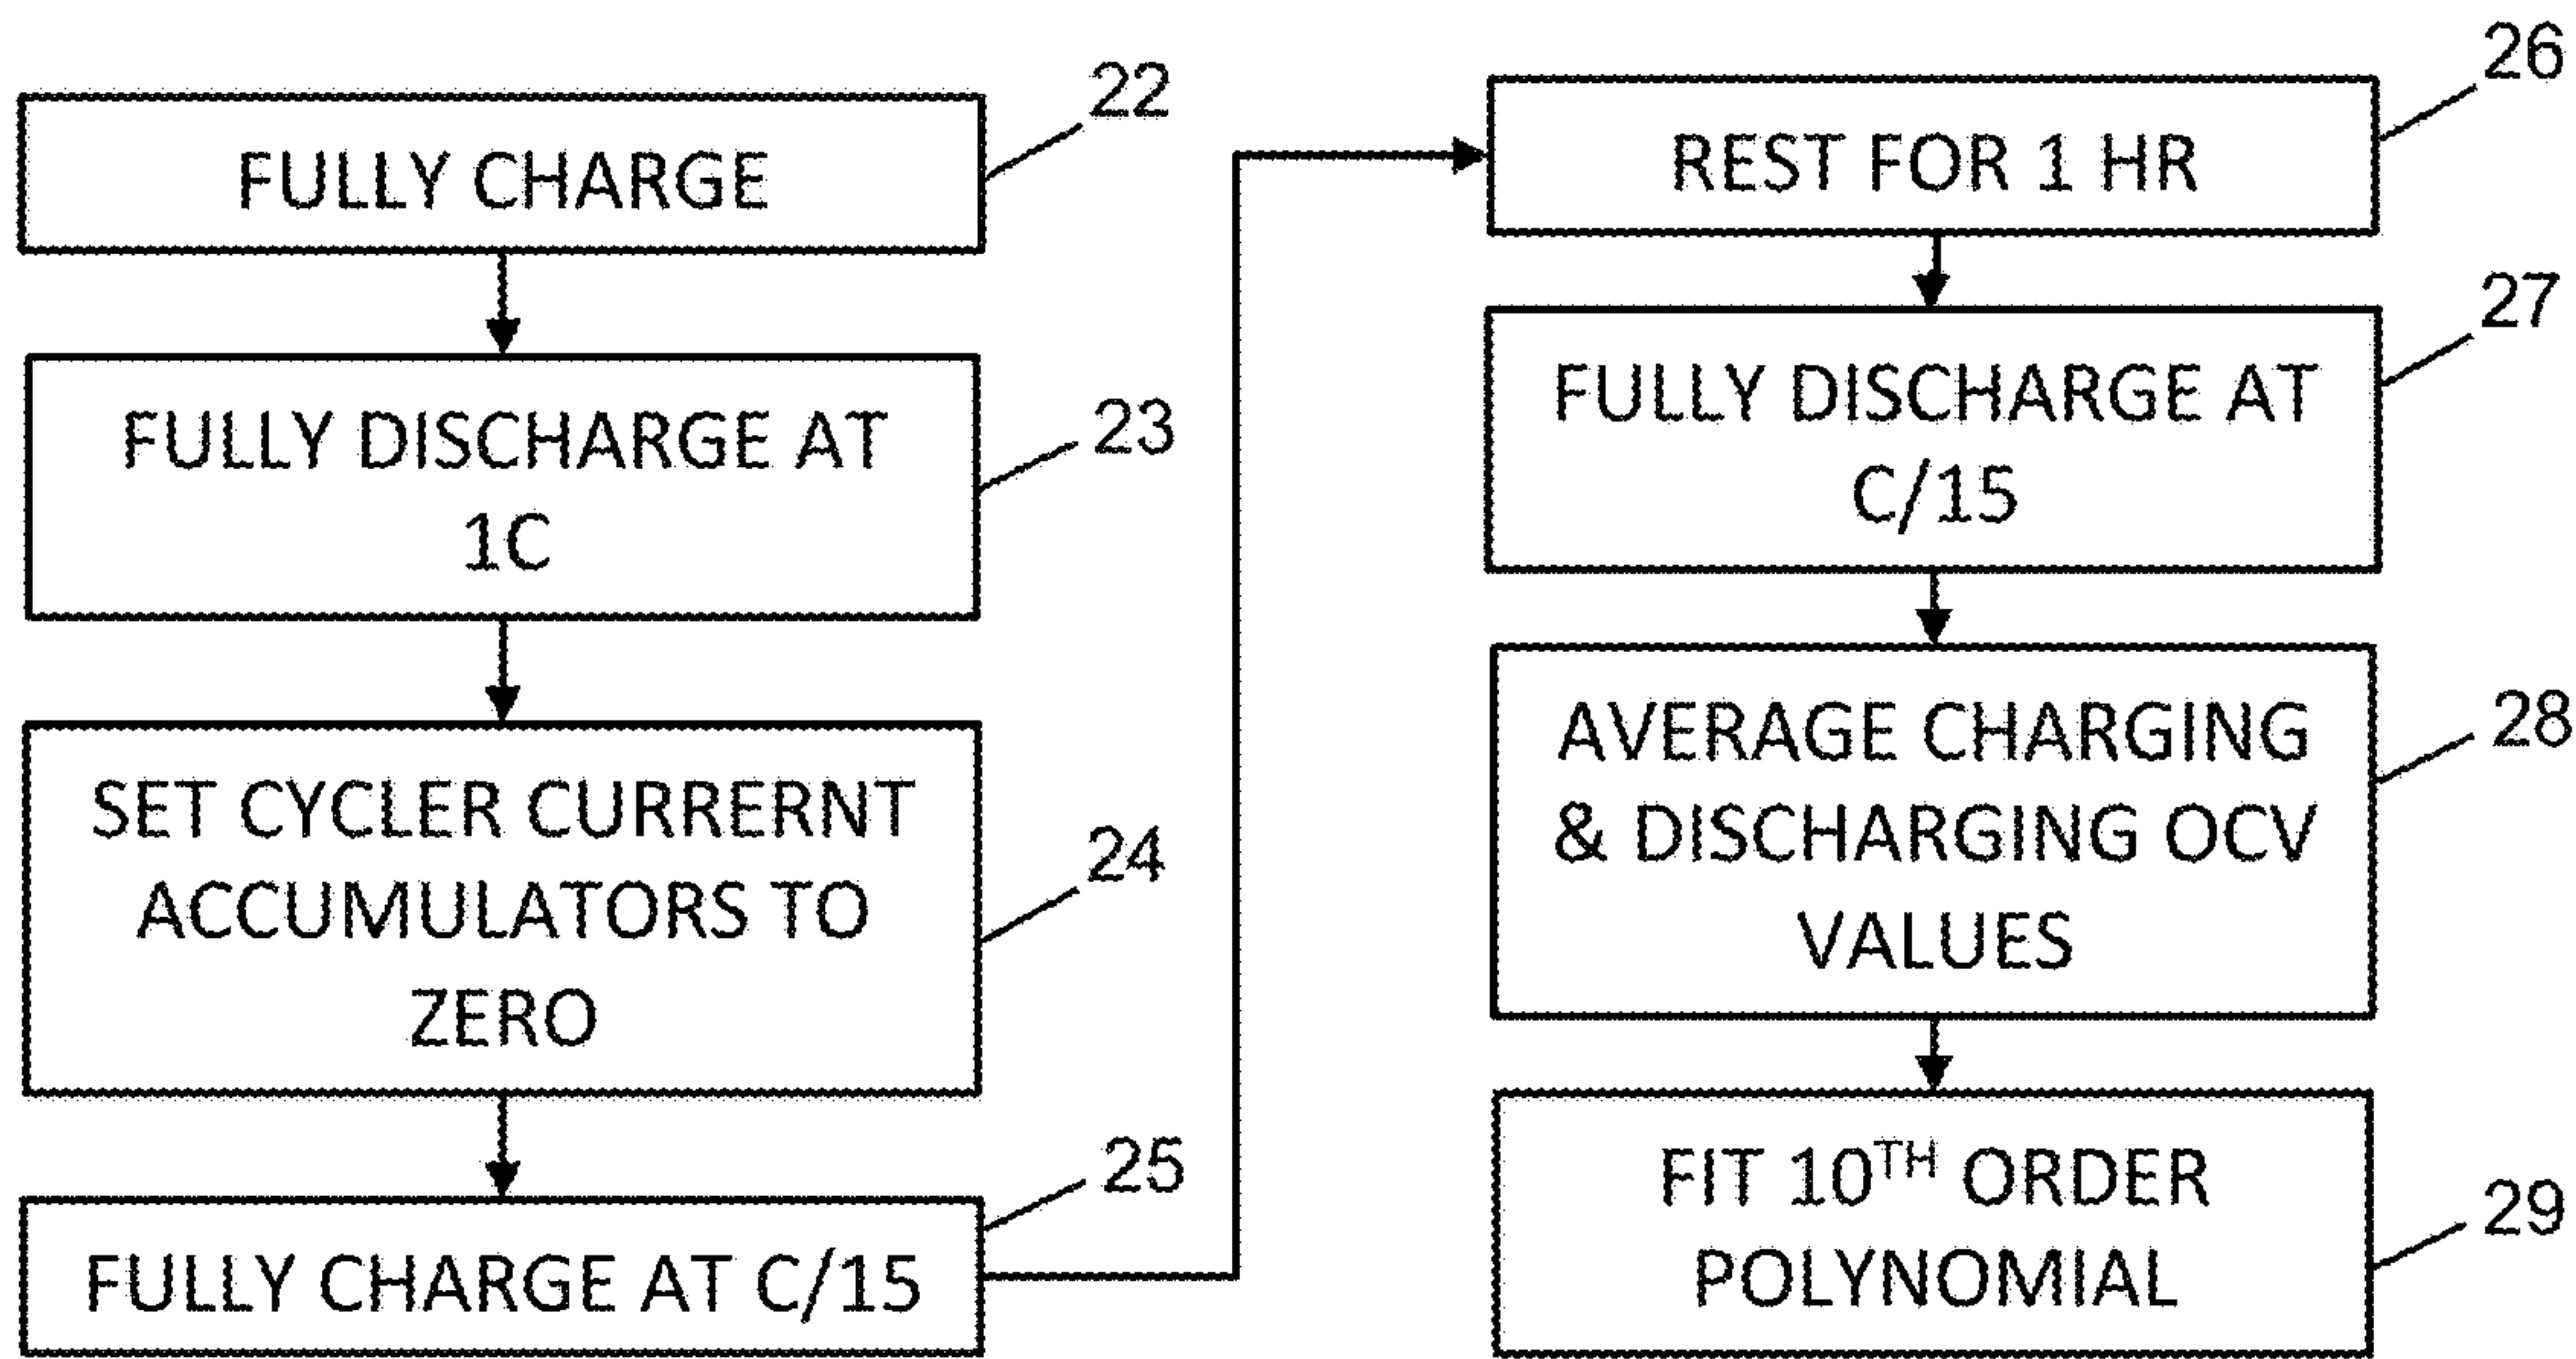 FULLY CHARGE
22
FULLY DISCHARGE AT
1C
23
SET CYCLER CURRERNT
ACCUMULATORS TO
ZERO
24
FULLY CHARGE AT C/15
25
REST FOR 1 HR
26
FULLY DISCHARGE AT
C/15
27
AVERAGE CHARGING
& DISCHARGING OCV
VALUES
28
FIT 10TH ORDER
POLYNOMIAL
29